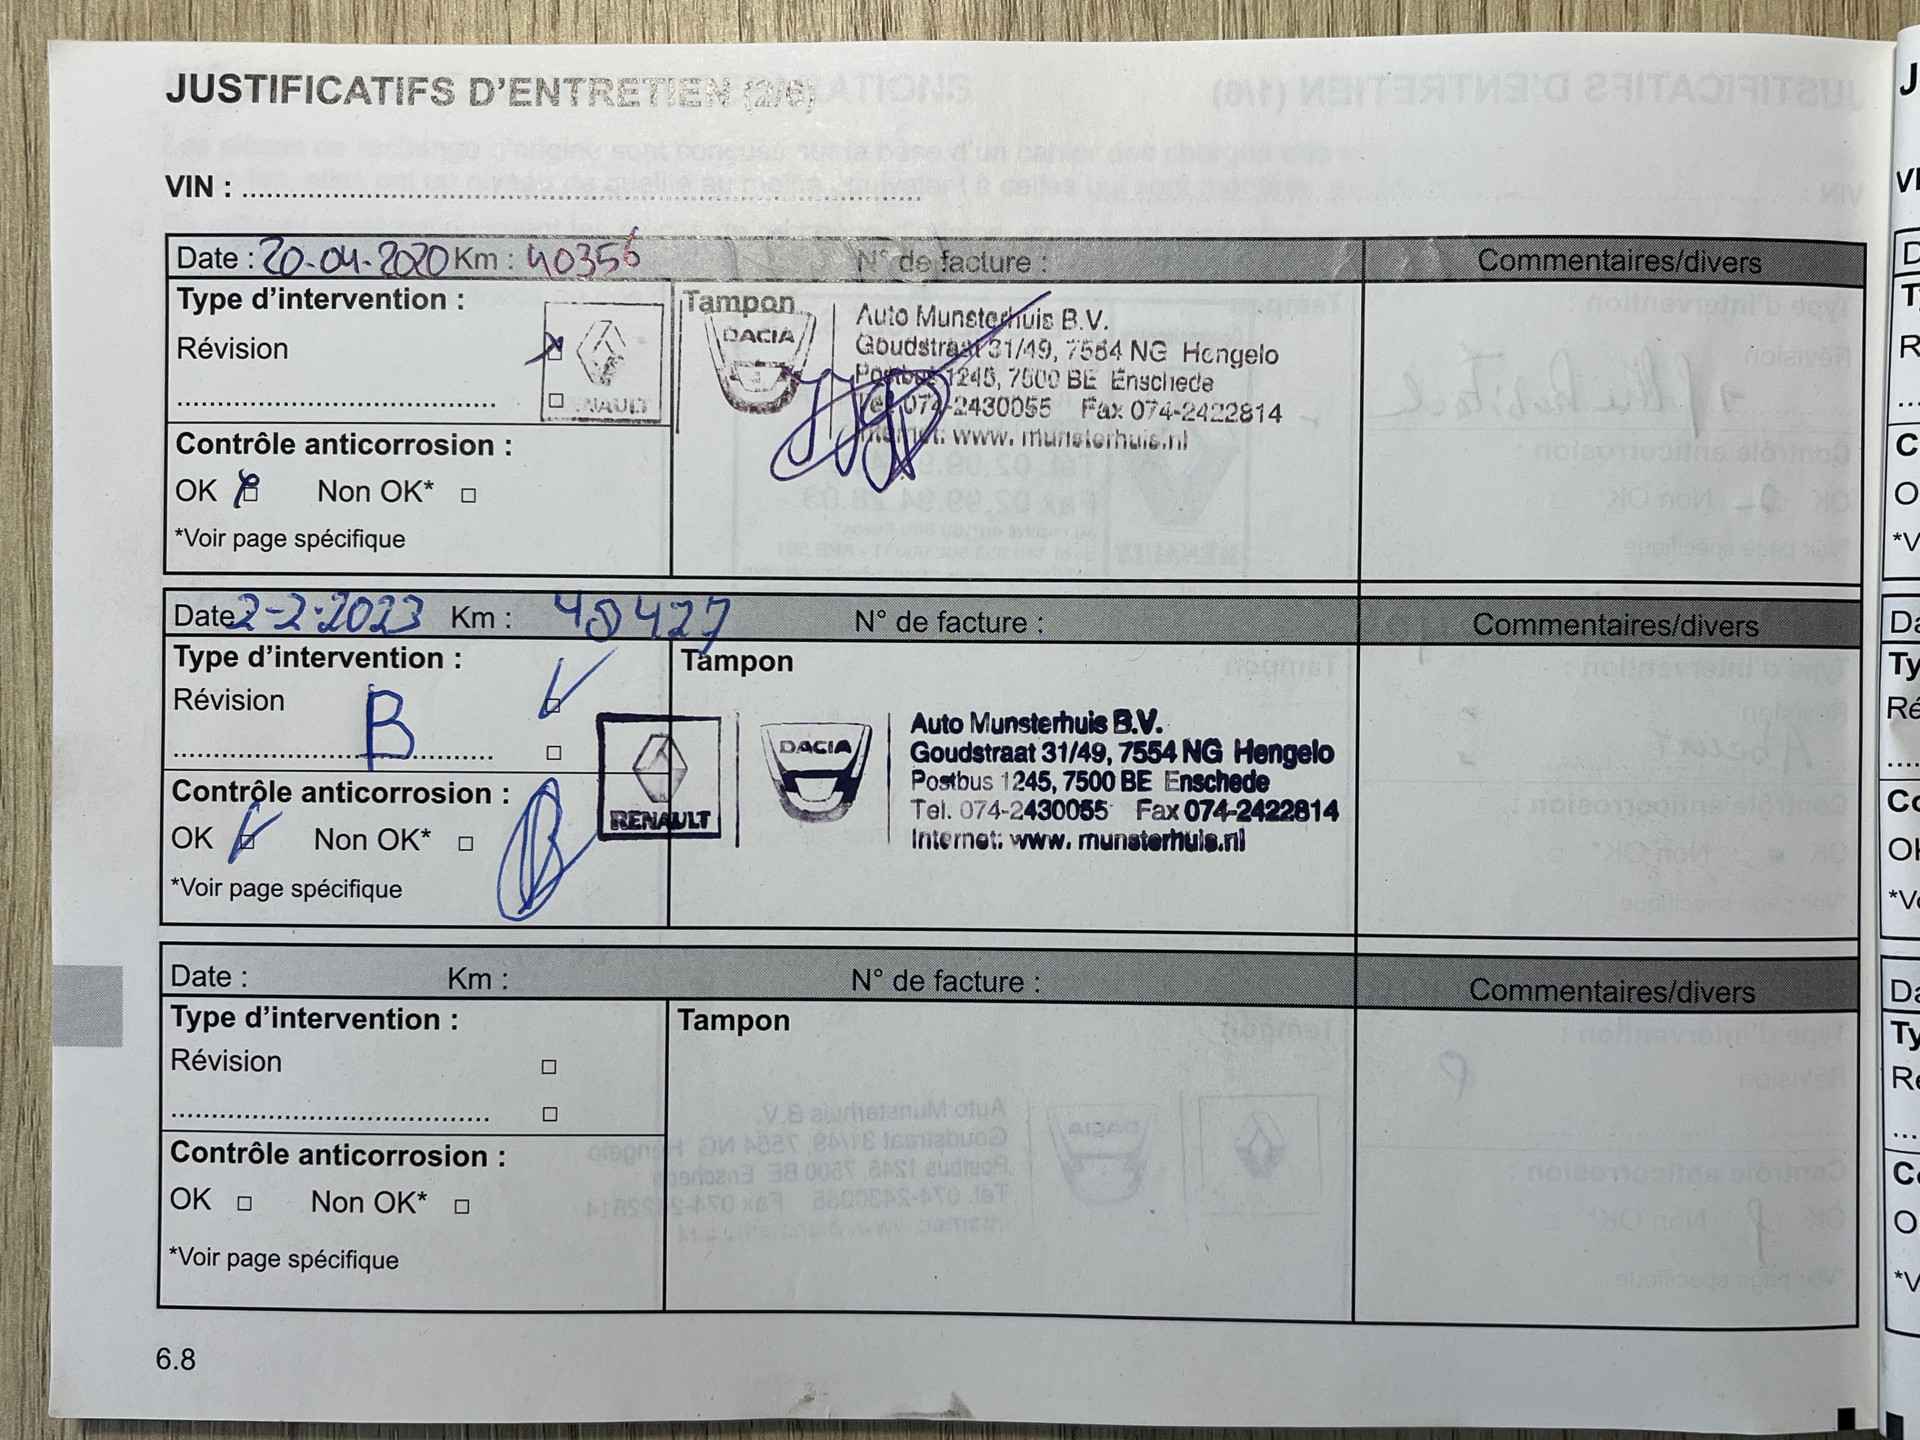 JUSTIFICATIFS D'ENTRETIEN (2/6)
VIN : ..........................................................................................
Date : 20-04-2020 Km : 40356 N° de facture : Commentaires/divers
Type d'intervention : Tampon
Révision
RENAULT
DACIA
Auto Munsterhuis B.V.
Goudstraat 31/49, 7554 NG Hengelo
Postbus 1245, 7500 BE Enschede
Tel. 074-2430055 Fax 074-2422814
Internet: www. munsterhuis.nl
Contrôle anticorrosion :
OK Non OK*
*Voir page spécifique
Date 2-2-2023 Km : 48427 N° de facture : Commentaires/divers
Type d'intervention : Tampon
Révision B
RENAULT
DACIA
Auto Munsterhuis B.V.
Goudstraat 31/49, 7554 NG Hengelo
Postbus 1245, 7500 BE Enschede
Tel. 074-2430055 Fax 074-2422814
Internet: www. munsterhuis.nl
Contrôle anticorrosion :
OK Non OK*
*Voir page spécifique
Date : Km : N° de facture : Commentaires/divers
Type d'intervention : Tampon
Révision
Contrôle anticorrosion :
OK Non OK*
*Voir page spécifique
6.8